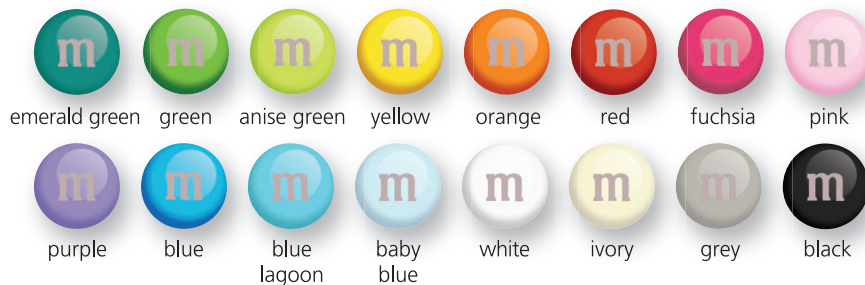 m m m m m m m m
emerald green green anise green yellow orange red fuchsia pink
m m m m m m m m
purple blue blue lagoon baby blue white ivory grey black